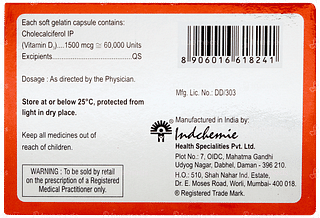 Each soft gelatin capsule contains:
Cholecalciferol IP
(Vitamin D₃)....1500 mcg ≅ 60,000 Units
Excipients....................................QS
Dosage : As directed by the Physician.
Store at or below 25°C, protected from
light in dry place.
Keep all medicines out of
reach of children.
WARNING : To be sold by retail
on the prescription of a Registered
Medical Practitioner only.
8 906016 618241
Mfg. Lic. No.: DD/303
Manufactured in India by:
Indchemie
Health Specialities Pvt. Ltd.
Plot No.: 7, OIDC, Mahatma Gandhi
Udyog Nagar, Dabhel, Daman - 396 210.
H.O.: 510, Shah Nahar Ind. Estate,
Dr. E. Moses Road, Worli, Mumbai - 400 018.
® Registered Trade Mark.